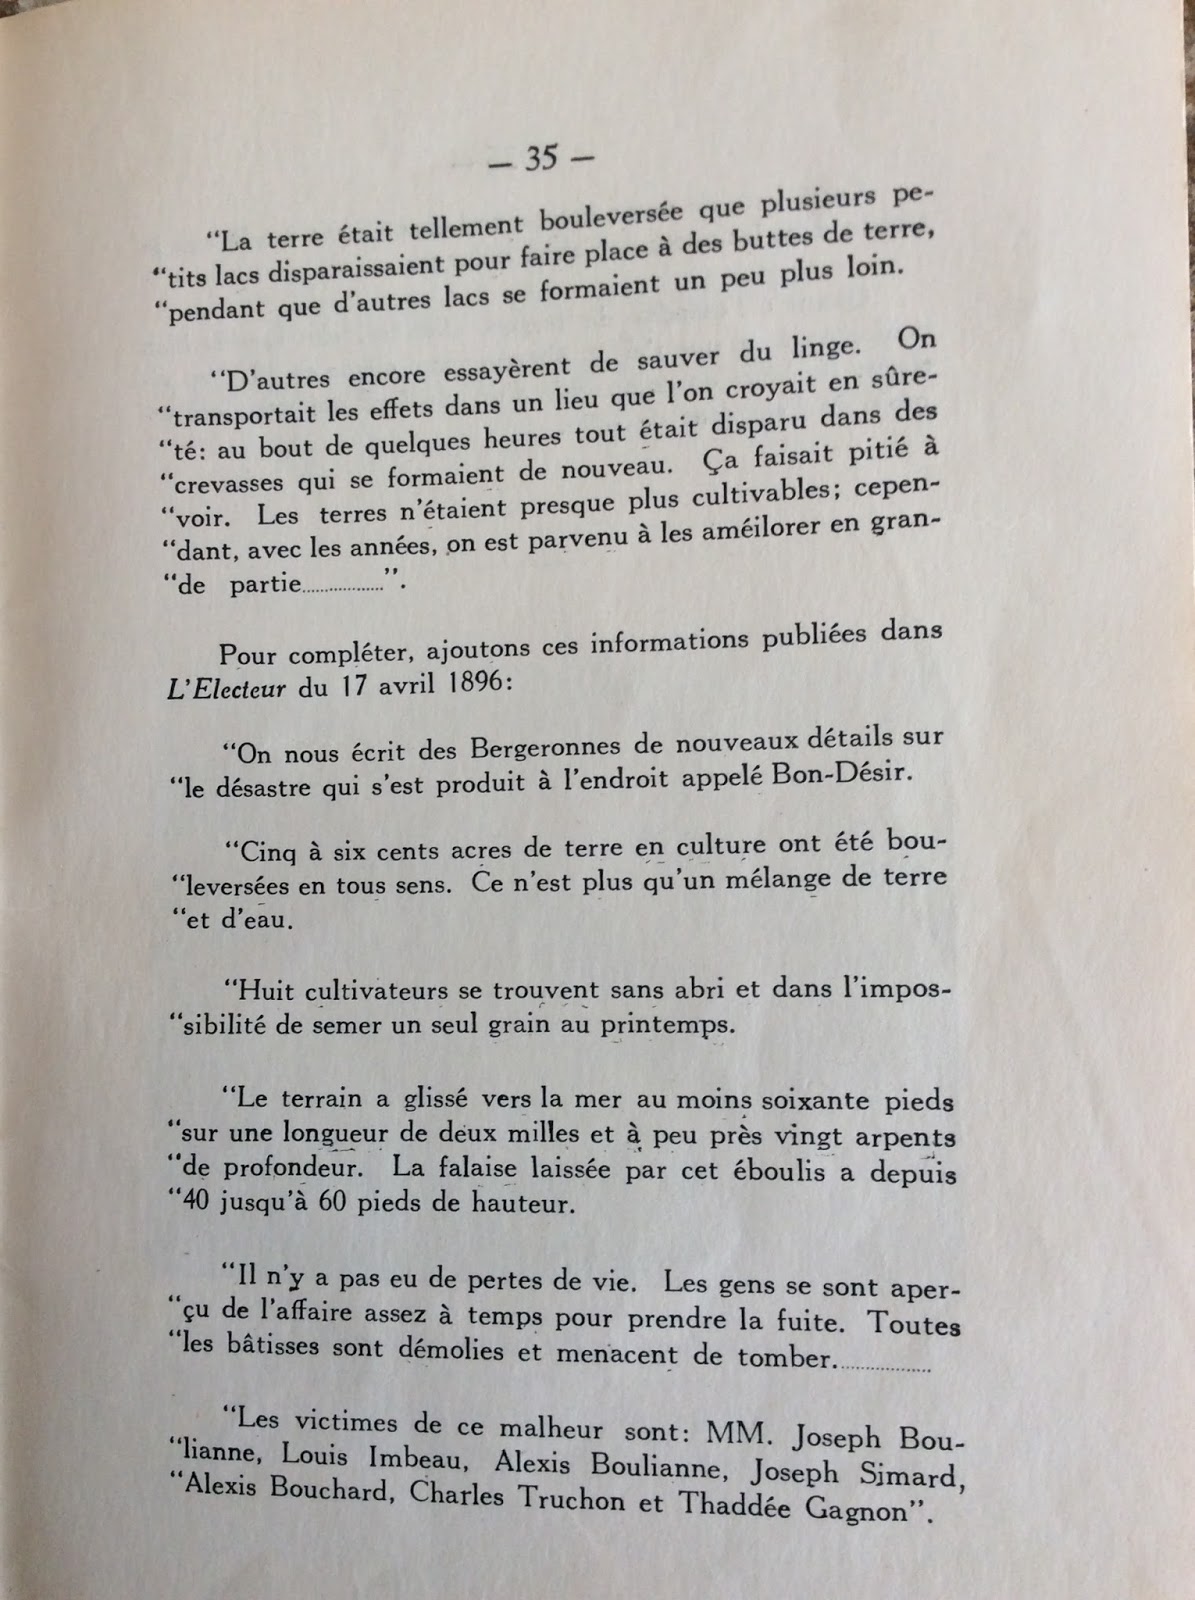 — 35 —
“La terre était tellement bouleversée que plusieurs pe-
“tits lacs disparaissaient pour faire place à des buttes de terre,
“pendant que d'autres lacs se formaient un peu plus loin.
“D'autres encore essayèrent de sauver du linge. On
“transportait les effets dans un lieu que l'on croyait en sûre-
“té: au bout de quelques heures tout était disparu dans des
“crevasses qui se formaient de nouveau. Ça faisait pitié à
“voir. Les terres n'étaient presque plus cultivables; cepen-
“dant, avec les années, on est parvenu à les améilorer en gran-
“de partie..................”.
Pour compléter, ajoutons ces informations publiées dans
L'Electeur du 17 avril 1896:
“On nous écrit des Bergeronnes de nouveaux détails sur
“le désastre qui s'est produit à l'endroit appelé Bon-Désir.
“Cinq à six cents acres de terre en culture ont été bou-
“leversées en tous sens. Ce n'est plus qu'un mélange de terre
“et d'eau.
“Huit cultivateurs se trouvent sans abri et dans l'impos-
“sibilité de semer un seul grain au printemps.
“Le terrain a glissé vers la mer au moins soixante pieds
“sur une longueur de deux milles et à peu près vingt arpents
“de profondeur. La falaise laissée par cet éboulis a depuis
“40 jusqu'à 60 pieds de hauteur.
“Il n'y a pas eu de pertes de vie. Les gens se sont aper-
“çu de l'affaire assez à temps pour prendre la fuite. Toutes
“les bâtisses sont démolies et menacent de tomber...................
“Les victimes de ce malheur sont: MM. Joseph Bou-
“lianne, Louis Imbeau, Alexis Boulianne, Joseph Simard,
“Alexis Bouchard, Charles Truchon et Thaddée Gagnon”.